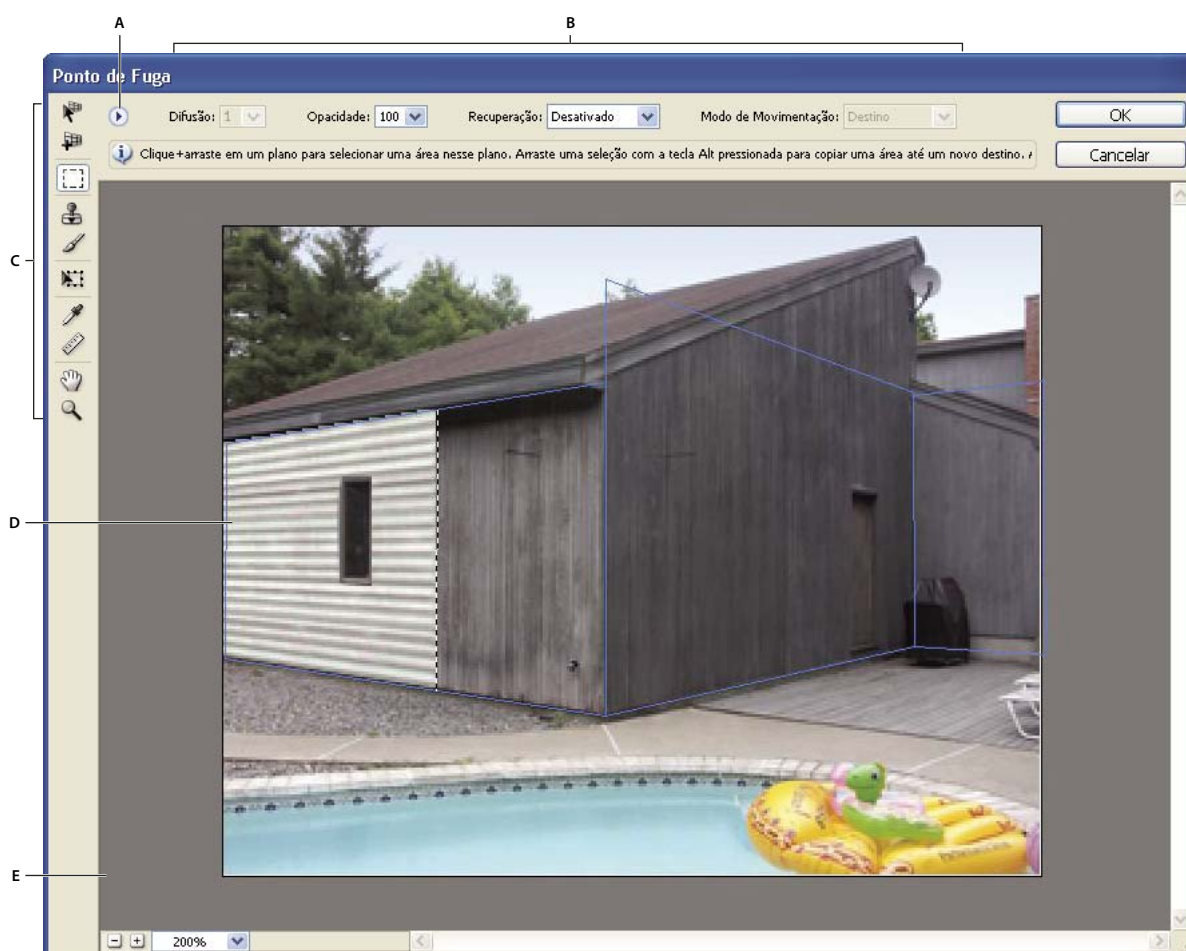 A
B
Ponto de Fuga
Difusão: 1 Opacidade: 100 Recuperação: Desativado Modo de Movimentação: Destino OK
Clique+arraste em um plano para selecionar uma área nesse plano. Arraste uma seleção com a tecla Alt pressionada para copiar uma área até um novo destino. Cancelar
C
D
E
200%